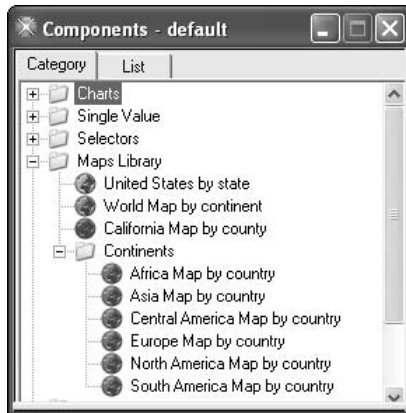 Components - default
Category List
Charts
Single Value
Selectors
Maps Library
United States by state
World Map by continent
California Map by county
Continents
Africa Map by country
Asia Map by country
Central America Map by country
Europe Map by country
North America Map by country
South America Map by country